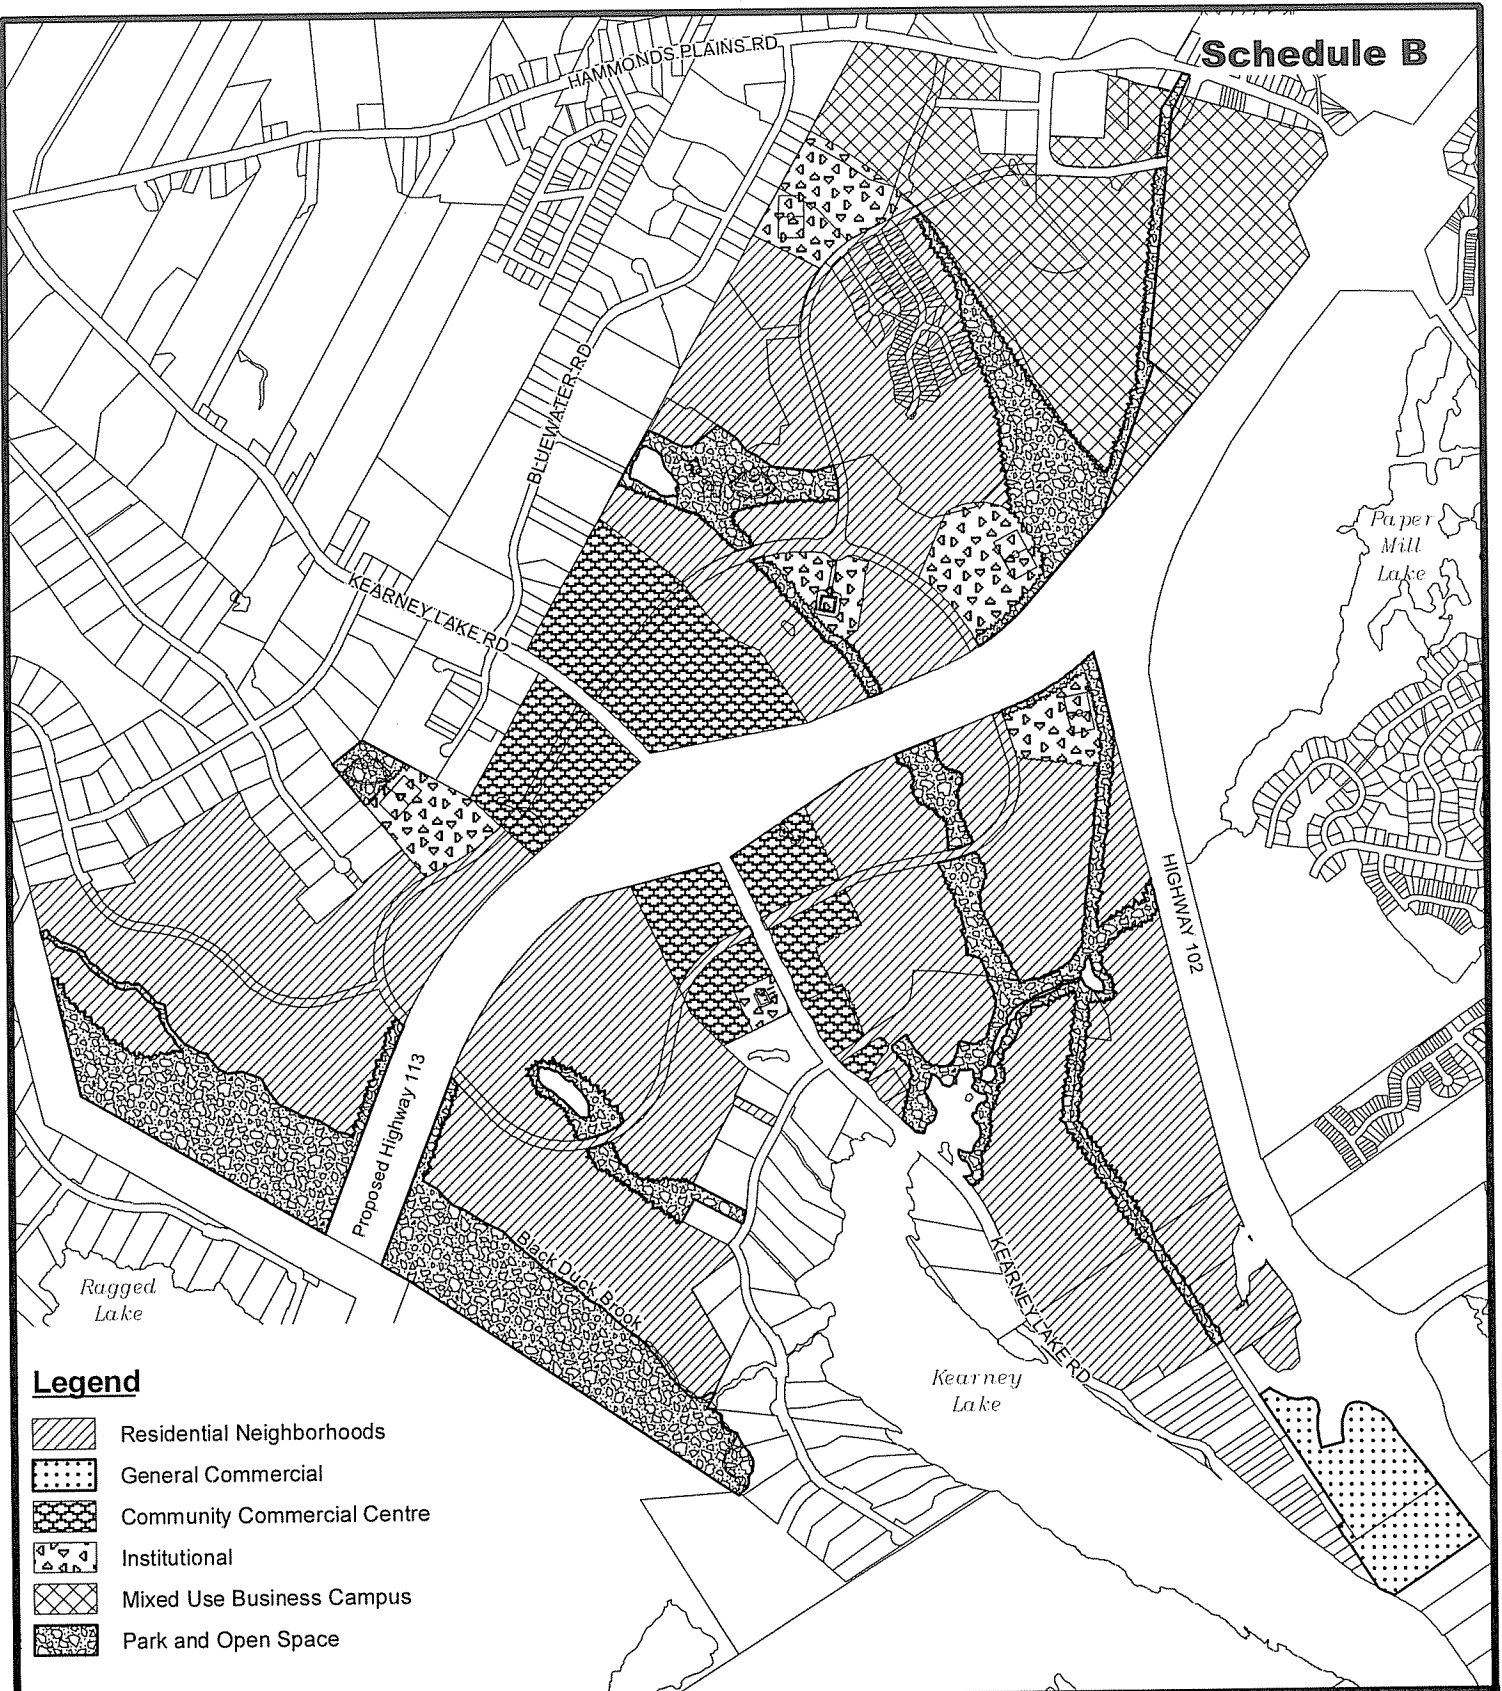 Schedule B
HAMMONDS PLAINS RD
BLUEWATER RD
KEARNEY LAKE RD
Paper
Mill
Lake
HIGHWAY 102
Proposed Highway 113
Black Duck Brook
Ragged
Lake
KEARNEY LAKE RD
Kearney
Lake
Legend
Residential Neighborhoods
General Commercial
Community Commercial Centre
Institutional
Mixed Use Business Campus
Park and Open Space